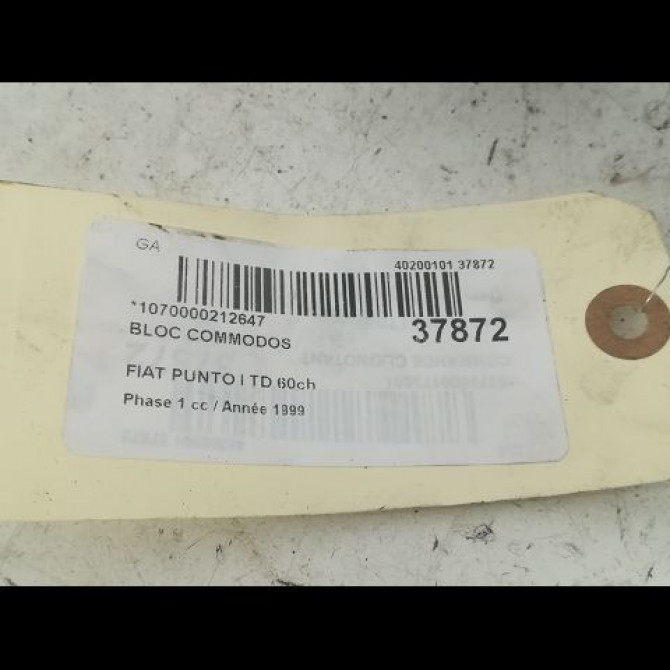 GA
40200101 37872
*1070000212647
37872
BLOC COMMODOS
FIAT PUNTO I TD 60ch
Phase 1 cc / Année 1999